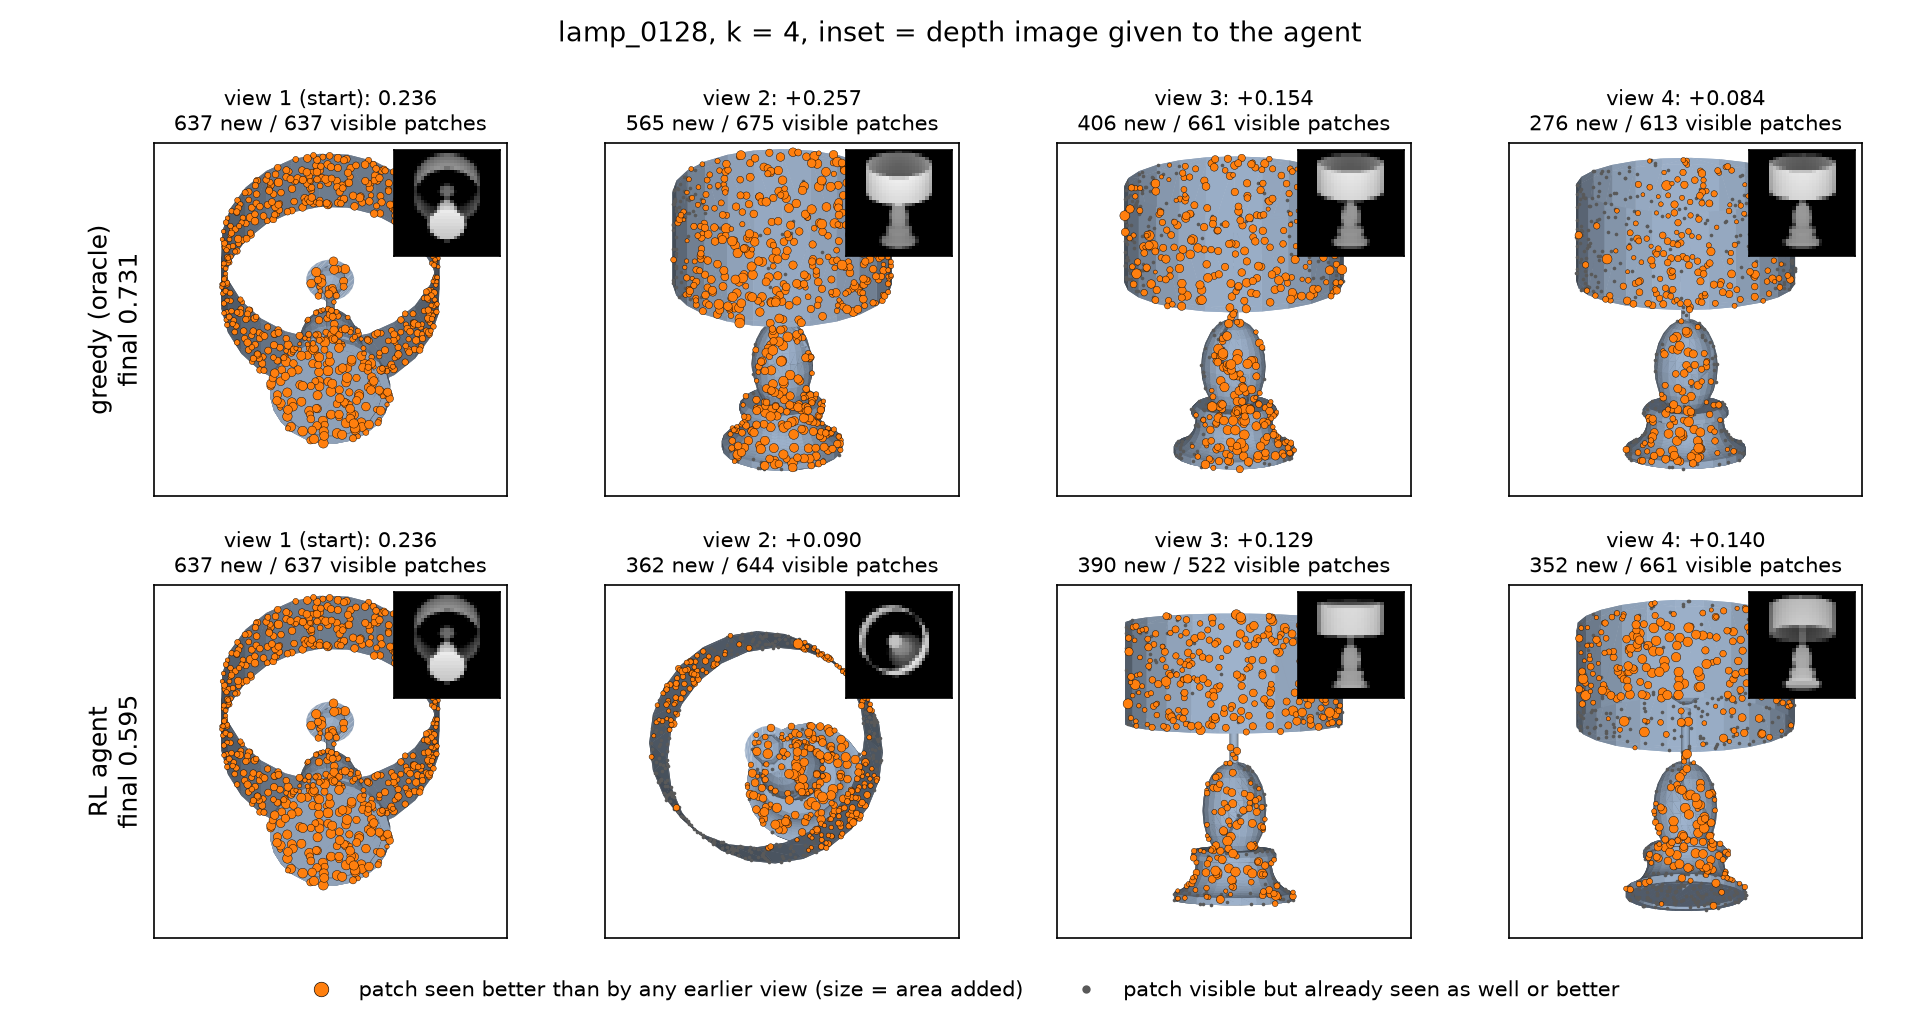 lamp_0128, k = 4, inset = depth image given to the agent
view 1 (start): 0.236
637 new / 637 visible patches
view 2: +0.257
565 new / 675 visible patches
view 3: +0.154
406 new / 661 visible patches
view 4: +0.084
276 new / 613 visible patches
greedy (oracle)
final 0.731
view 1 (start): 0.236
637 new / 637 visible patches
view 2: +0.090
362 new / 644 visible patches
view 3: +0.129
390 new / 522 visible patches
view 4: +0.140
352 new / 661 visible patches
RL agent
final 0.595
patch seen better than by any earlier view (size = area added)
patch visible but already seen as well or better